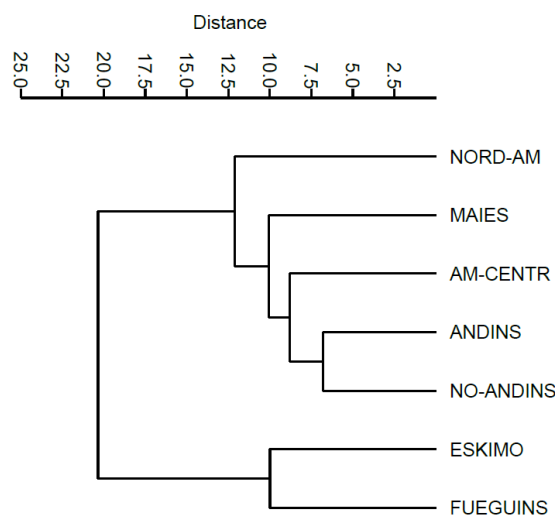 Distance
25.0
22.5
20.0
17.5
15.0
12.5
10.0
7.5
5.0
2.5
NORD-AM
MAIES
AM-CENTR
ANDINS
NO-ANDINS
ESKIMO
FUEGUINS